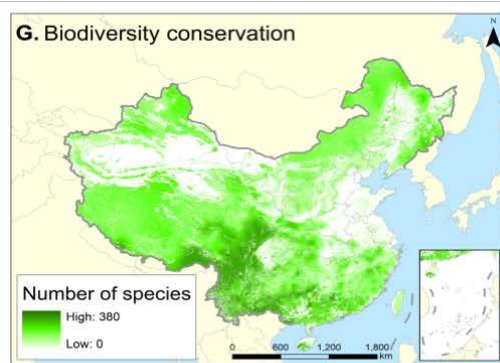 G. Biodiversity conservation
N
Number of species
High: 380
Low: 0
0 600 1,200 1,800
km